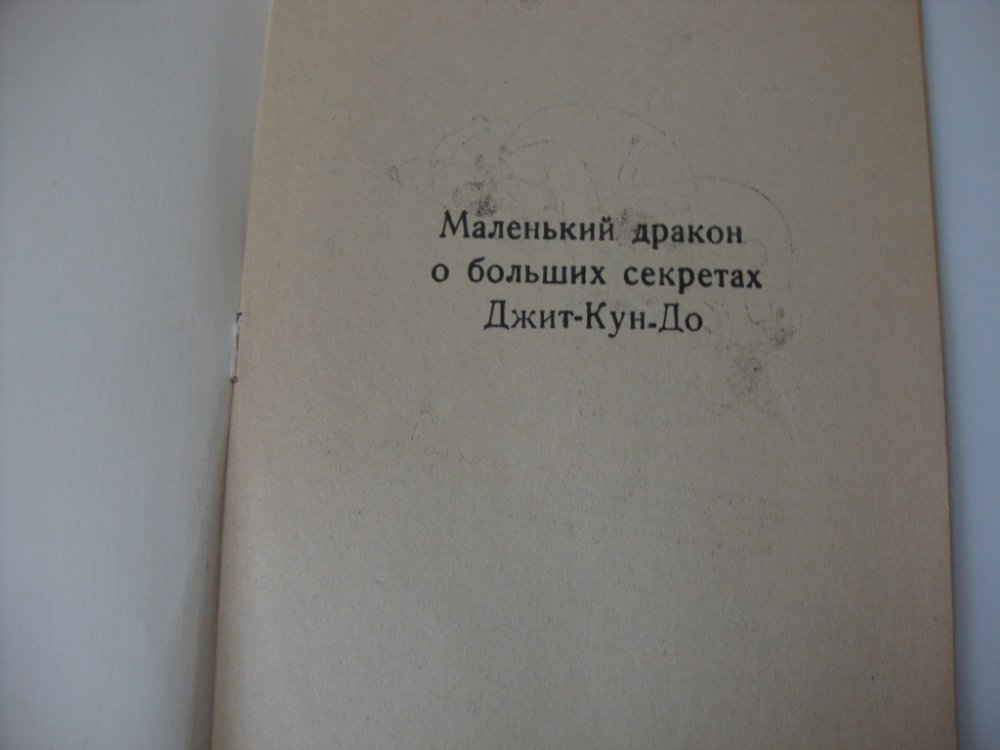 Маленький дракон
о больших секретах
Джит-Кун-До